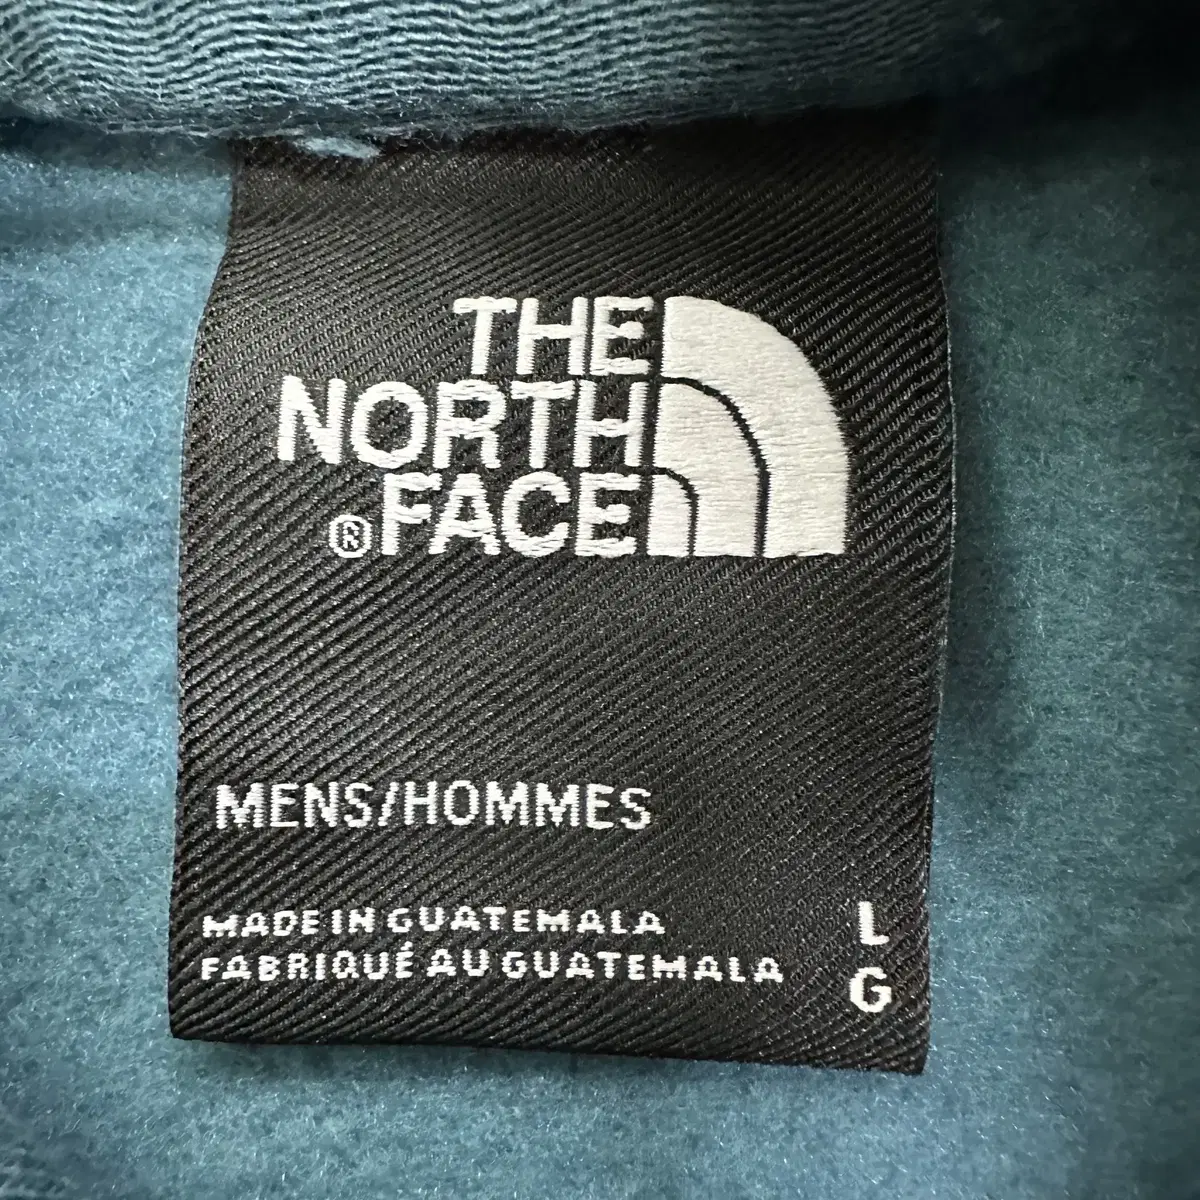 THE
NORTH
®FACE
MENS/HOMMES
MADE IN GUATEMALA
FABRIQUÉ AU GUATEMALA
L
G